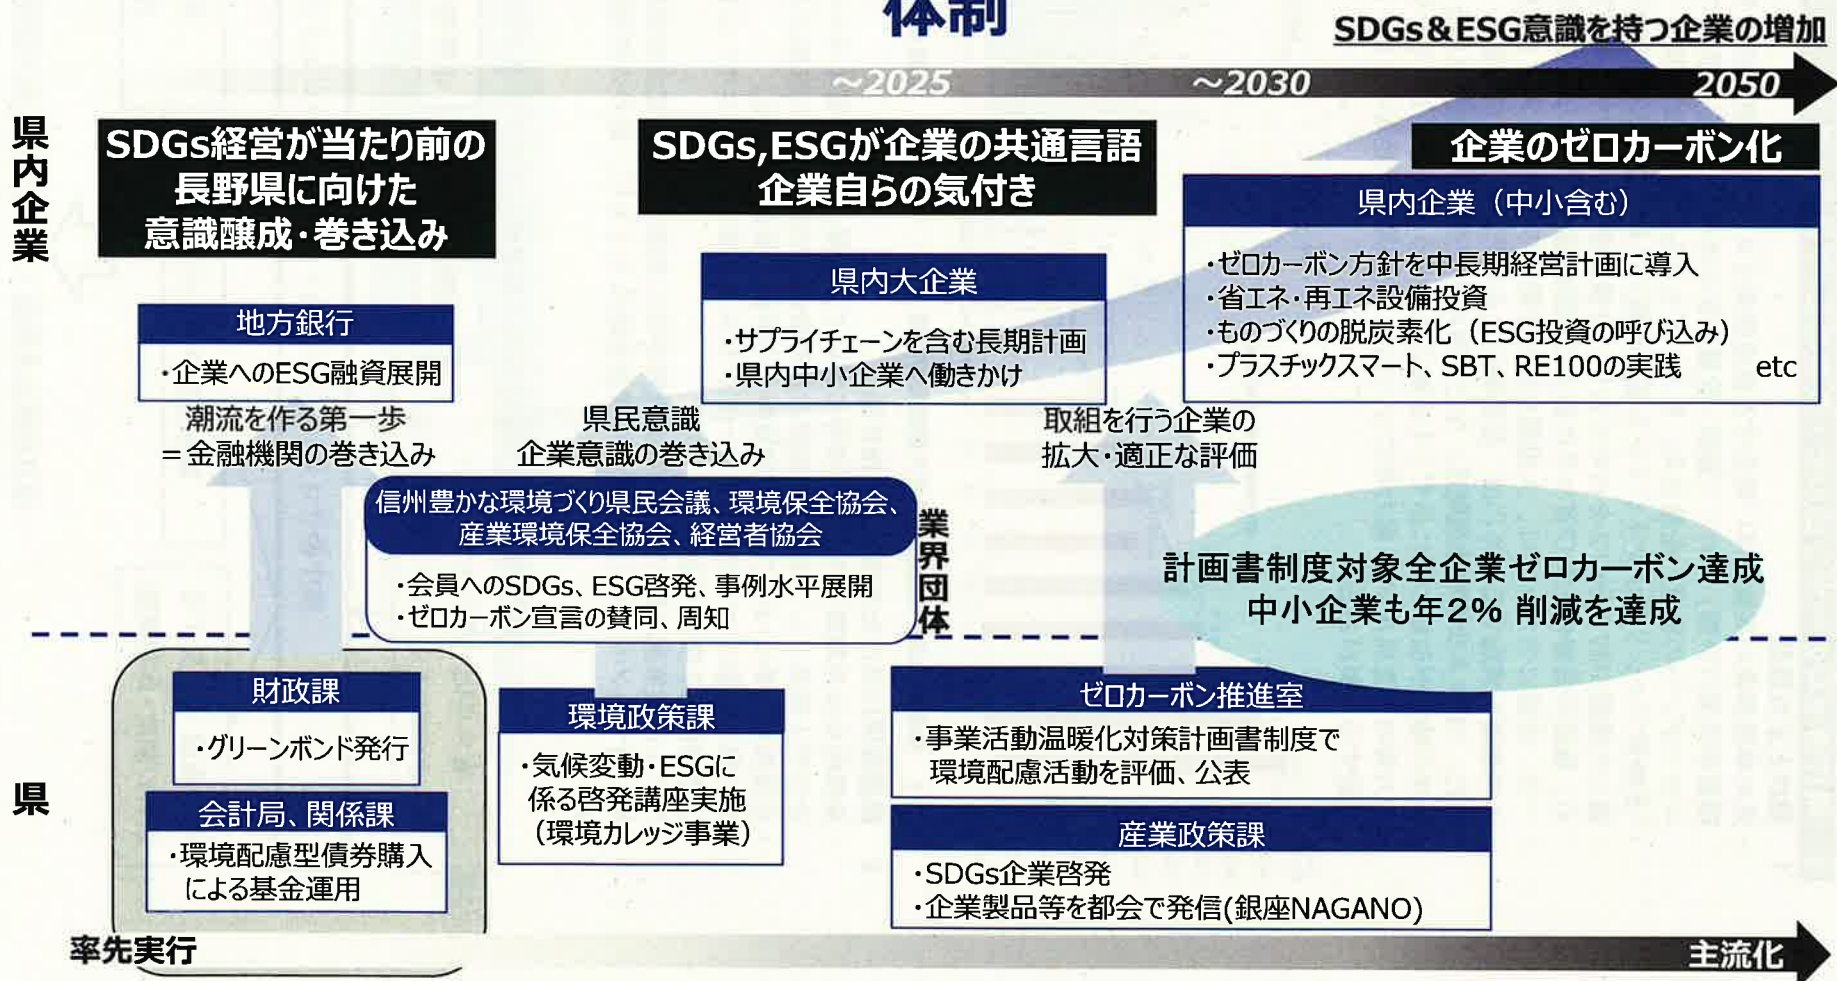 体制
SDGs&ESG意識を持つ企業の増加
～2025
～2030
2050
県内企業
SDGs経営が当たり前の
長野県に向けた
意識醸成・巻き込み
SDGs,ESGが企業の共通言語
企業自らの気付き
企業のゼロカーボン化
県内企業（中小含む）
・ゼロカーボン方針を中長期経営計画に導入
・省エネ・再エネ設備投資
・ものづくりの脱炭素化（ESG投資の呼び込み）
・プラスチックスマート、SBT、RE100の実践 etc
県内大企業
・サプライチェーンを含む長期計画
・県内中小企業へ働きかけ
地方銀行
・企業へのESG融資展開
潮流を作る第一歩
＝金融機関の巻き込み
県民意識
企業意識の巻き込み
取組を行う企業の
拡大・適正な評価
信州豊かな環境づくり県民会議、環境保全協会、
産業環境保全協会、経営者協会
・会員へのSDGs、ESG啓発、事例水平展開
・ゼロカーボン宣言の賛同、周知
業界団体
計画書制度対象全企業ゼロカーボン達成
中小企業も年2% 削減を達成
県
財政課
・グリーンボンド発行
会計局、関係課
・環境配慮型債券購入
による基金運用
環境政策課
・気候変動・ESGに
係る啓発講座実施
（環境カレッジ事業）
ゼロカーボン推進室
・事業活動温暖化対策計画書制度で
環境配慮活動を評価、公表
産業政策課
・SDGs企業啓発
・企業製品等を都会で発信(銀座NAGANO)
率先実行
主流化